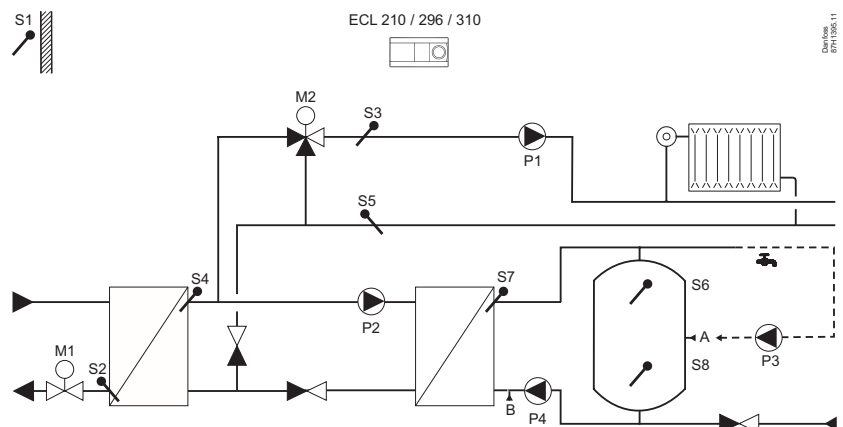 S1
ECL 210 / 296 / 310
Danfoss
87H1395.11
M2
S3
P1
S5
S4
S7
S6
P2
A
P3
M1
S2
S8
B
P4